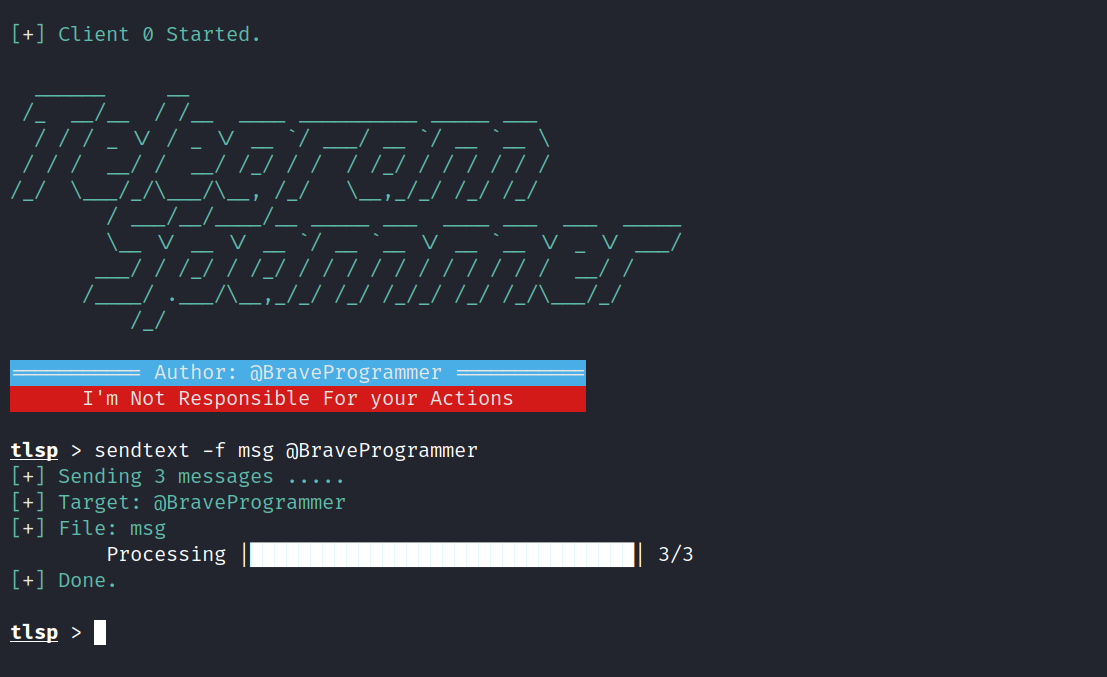 [+] Client 0 Started.
Telegram
Spammer
=========== Author: @BraveProgrammer ===========
I'm Not Responsible For your Actions
tlsp > sendtext -f msg @BraveProgrammer
[+] Sending 3 messages .....
[+] Target: @BraveProgrammer
[+] File: msg
Processing |████████████████████████████████| 3/3
[+] Done.
tlsp >